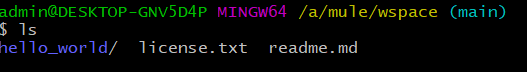 admin@DESKTOP-GNV5D4P MINGW64 /a/mule/wspace (main)
$ ls
hello_world/  license.txt  readme.md